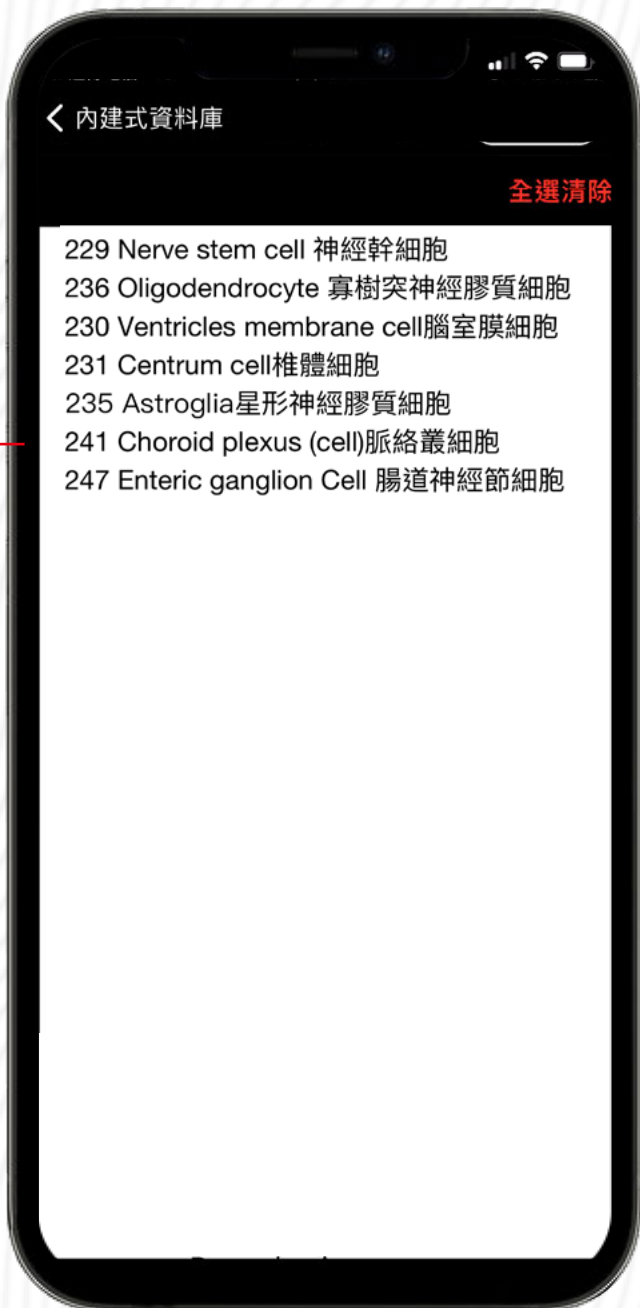 內建式資料庫
全選清除
229 Nerve stem cell 神經幹細胞
236 Oligodendrocyte 寡樹突神經膠質細胞
230 Ventricles membrane cell腦室膜細胞
231 Centrum cell椎體細胞
235 Astroglia星形神經膠質細胞
241 Choroid plexus (cell)脈絡叢細胞
247 Enteric ganglion Cell 腸道神經節細胞